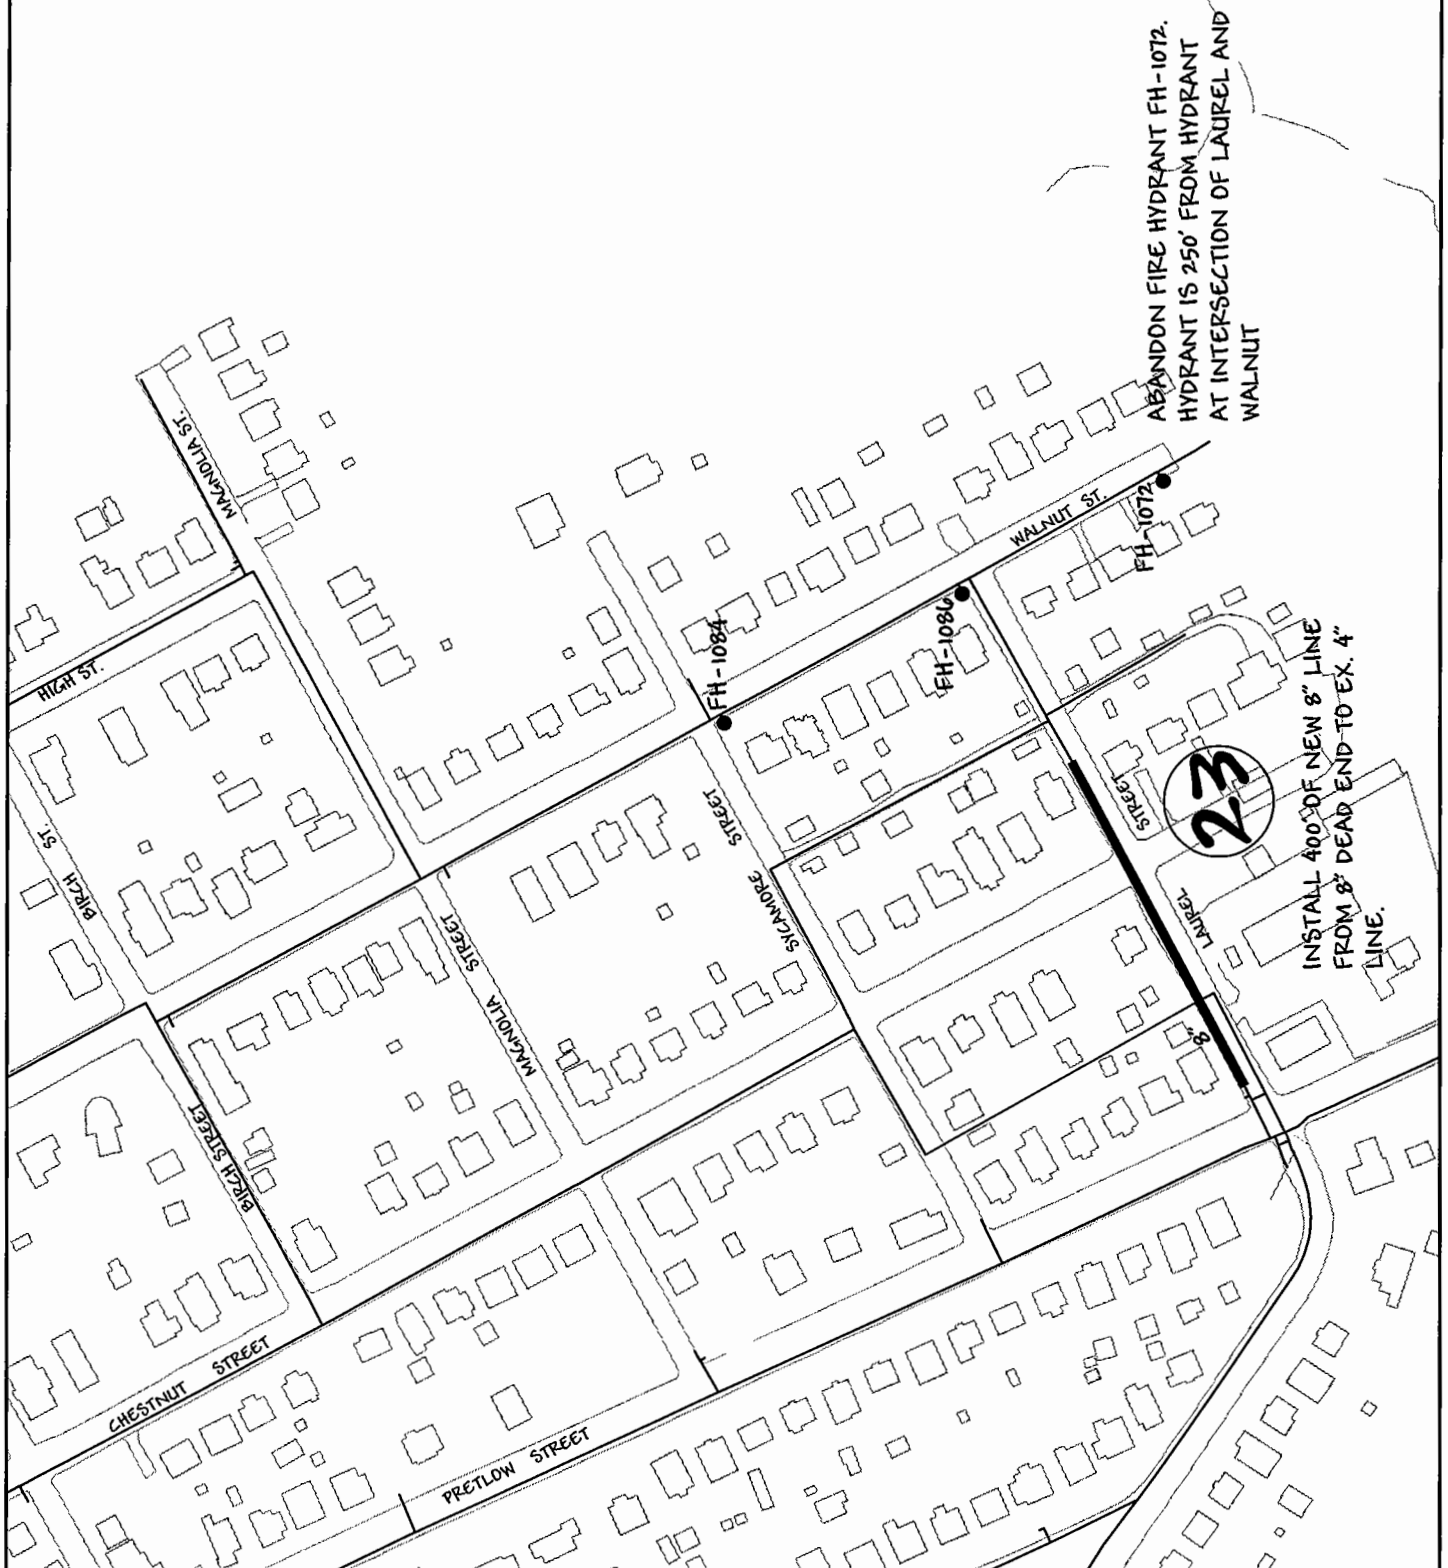 ABANDON FIRE HYDRANT FH-1072.
HYDRANT IS 250' FROM HYDRANT
AT INTERSECTION OF LAUREL AND
WALNUT
MAGNOLIA ST.
HIGH ST.
WALNUT ST.
FH-1072
FH-1084
FH-1086
BIRCH ST.
STREET
SYCAMORE
STREET
LAUREL
23
INSTALL 400' OF NEW 8" LINE
FROM 8" DEAD END TO EX. 4"
LINE.
MAGNOLIA STREET
BIRCH STREET
8"
CHESTNUT STREET
PRETLOW STREET